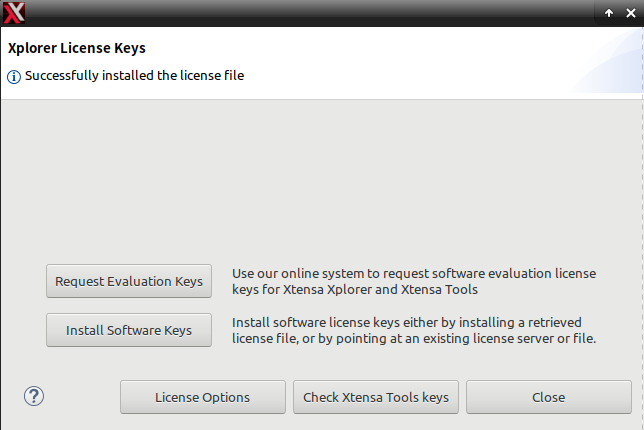 Xplorer License Keys
Successfully installed the license file
Request Evaluation Keys
Use our online system to request software evaluation license
keys for Xtensa Xplorer and Xtensa Tools
Install Software Keys
Install software license keys either by installing a retrieved
license file, or by pointing at an existing license server or file.
License Options
Check Xtensa Tools keys
Close